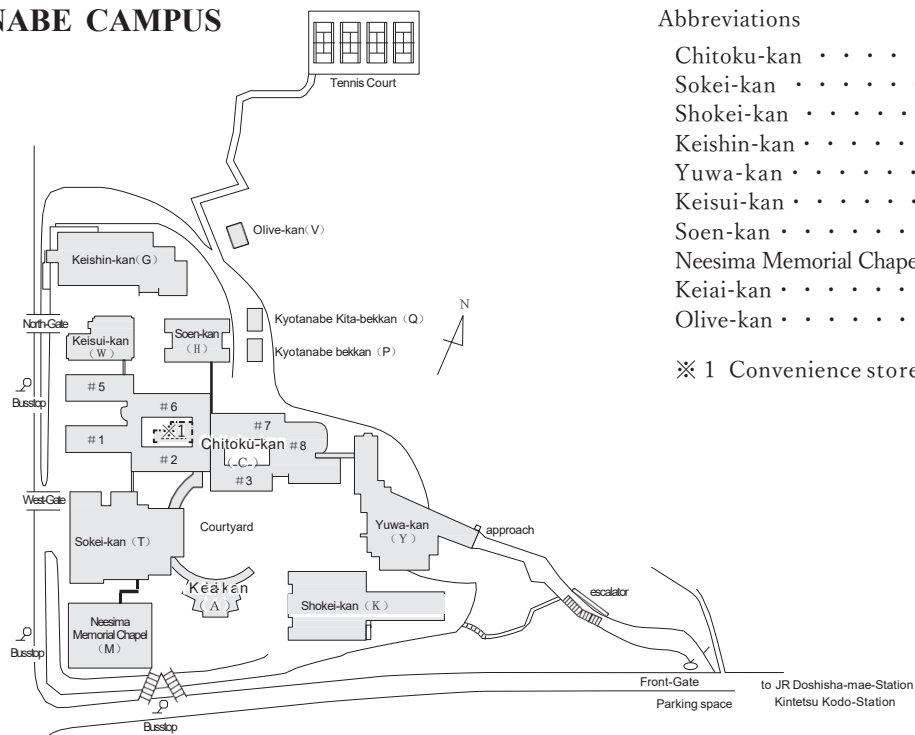 NABE CAMPUS
Tennis Court
Olive-kan(V)
Keishin-kan(G)
North-Gate
Keisui-kan
(W)
Soen-kan
(H)
Kyotanabe Kita-bekkan (Q)
Kyotanabe bekkan (P)
N
Busstop
#5
#6
#1
※1
#2
Chitoku-kan
(C)
#7
#8
#3
West-Gate
Sokei-kan (T)
Courtyard
Yuwa-kan
(Y)
approach
Keiai-kan
(A)
Shokei-kan (K)
escalator
Neesima
Memorial Chapel
(M)
Busstop
Busstop
Front-Gate
Parking space
to JR Doshisha-mae-Station
Kintetsu Kodo-Station
Abbreviations
Chitoku-kan ・ ・ ・ ・
Sokei-kan ・ ・ ・ ・ ・
Shokei-kan ・ ・ ・ ・ ・
Keishin-kan ・ ・ ・ ・ ・
Yuwa-kan ・ ・ ・ ・ ・ ・
Keisui-kan ・ ・ ・ ・ ・ ・
Soen-kan ・ ・ ・ ・ ・ ・
Neesima Memorial Chape
Keiai-kan ・ ・ ・ ・ ・ ・
Olive-kan ・ ・ ・ ・ ・ ・
※ 1 Convenience store